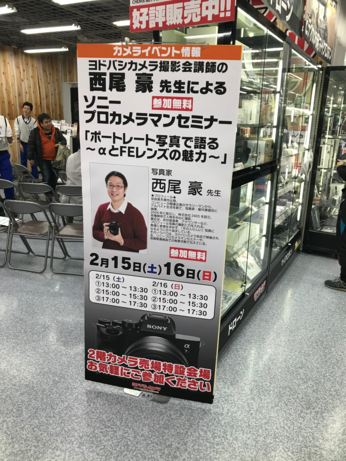 好評販売中!!
カメライベント情報
ヨドバシカメラ撮影会講師の
西尾 豪 先生による
ソニー 参加無料
プロカメラマンセミナー
「ポートレート写真で語る
～αとFEレンズの魅力～」
写真家
西尾 豪 先生
参加無料
2月15日(土)16日(日)
2/15（土）
①13:00 ～ 13:30
②15:00 ～ 15:30
③17:00 ～ 17:30
2/16（日）
①13:00 ～ 13:30
②15:00 ～ 15:30
③17:00 ～ 17:30
SONY
α
2階カメラ売場特設会場
お気軽にご参加ください
ドローン